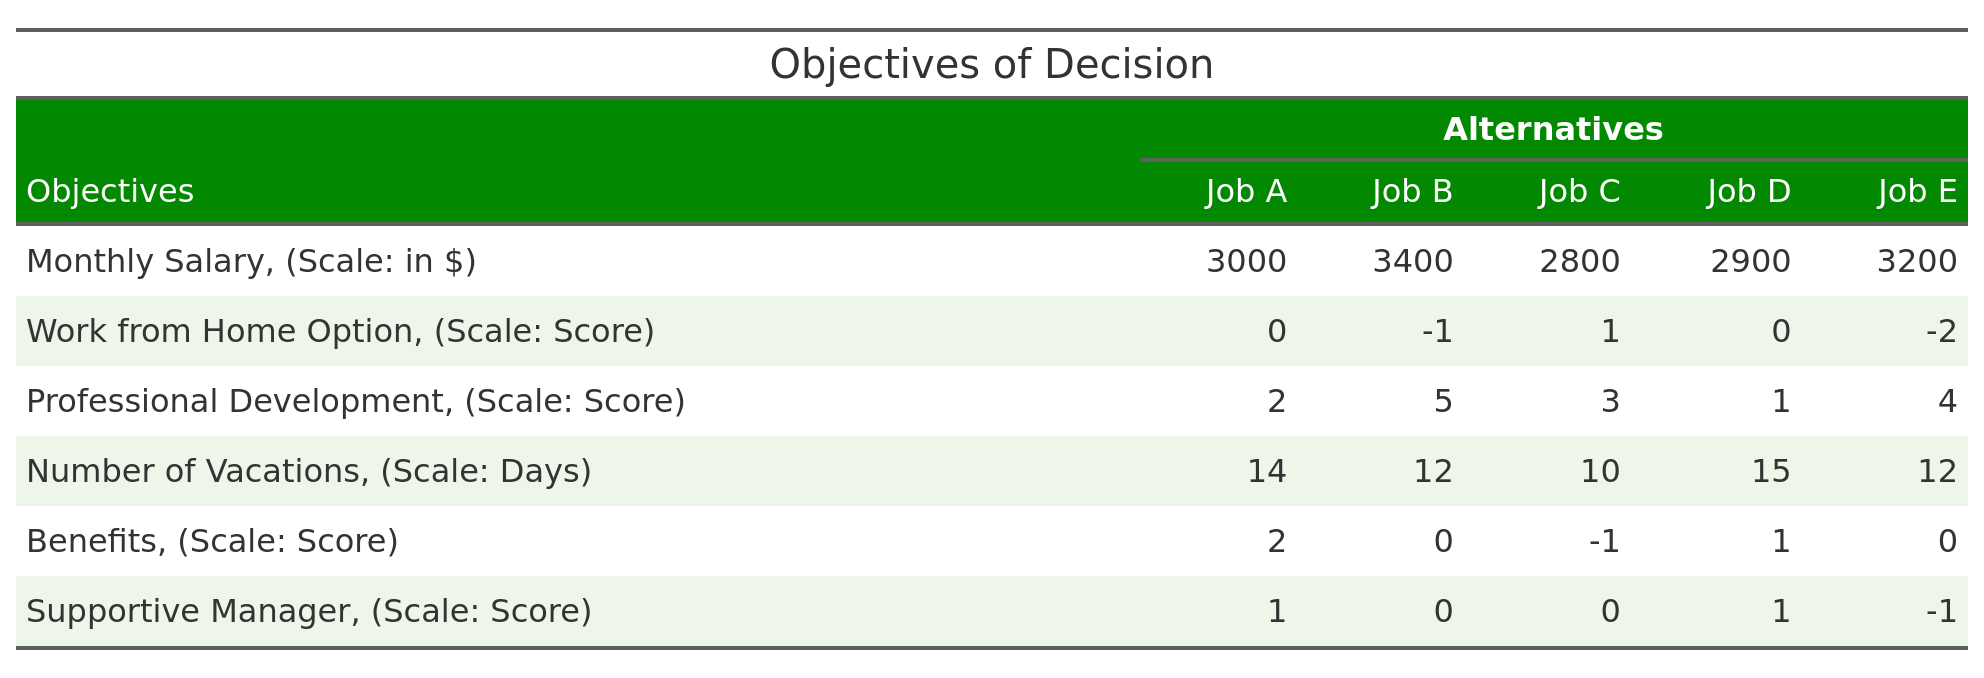 Objectives of Decision
Alternatives
Objectives Job A Job B Job C Job D Job E
Monthly Salary, (Scale: in $) 3000 3400 2800 2900 3200
Work from Home Option, (Scale: Score) 0 -1 1 0 -2
Professional Development, (Scale: Score) 2 5 3 1 4
Number of Vacations, (Scale: Days) 14 12 10 15 12
Benefits, (Scale: Score) 2 0 -1 1 0
Supportive Manager, (Scale: Score) 1 0 0 1 -1